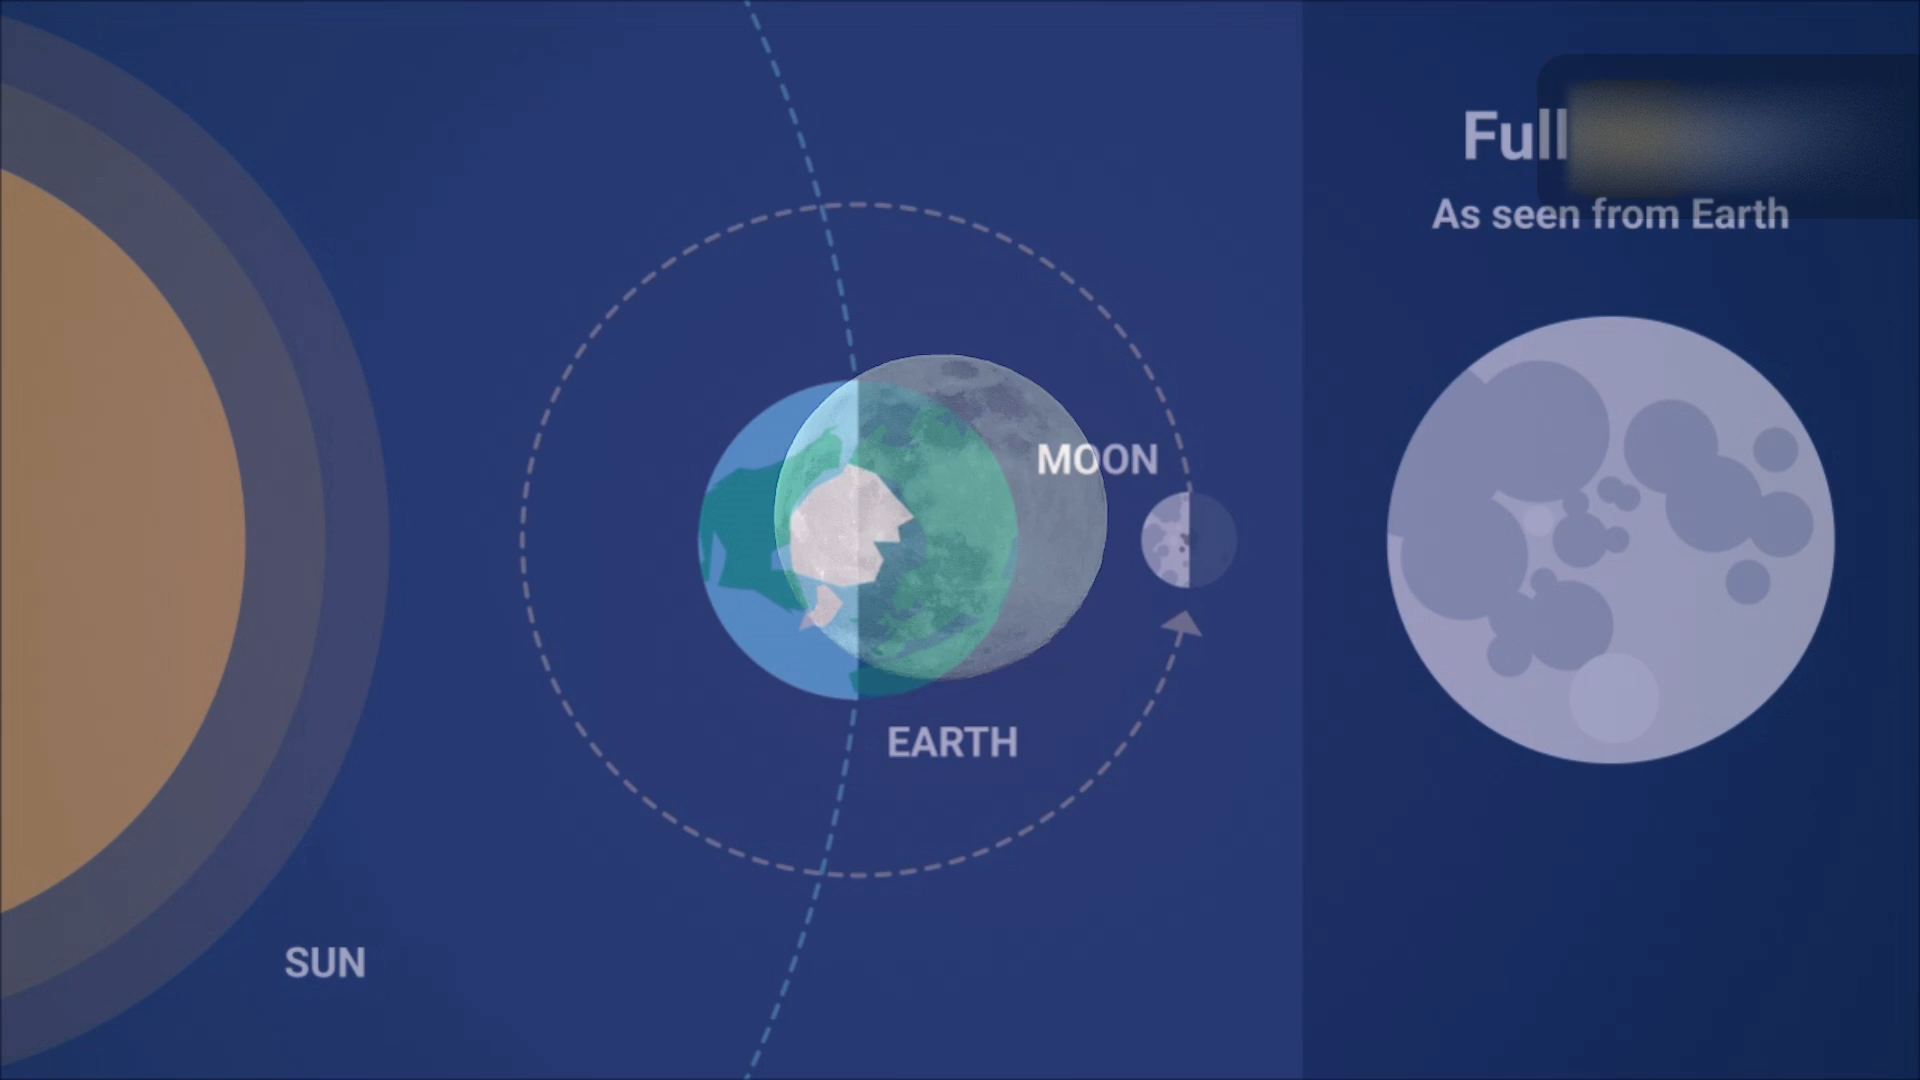 Full
As seen from Earth
MOON
EARTH
SUN